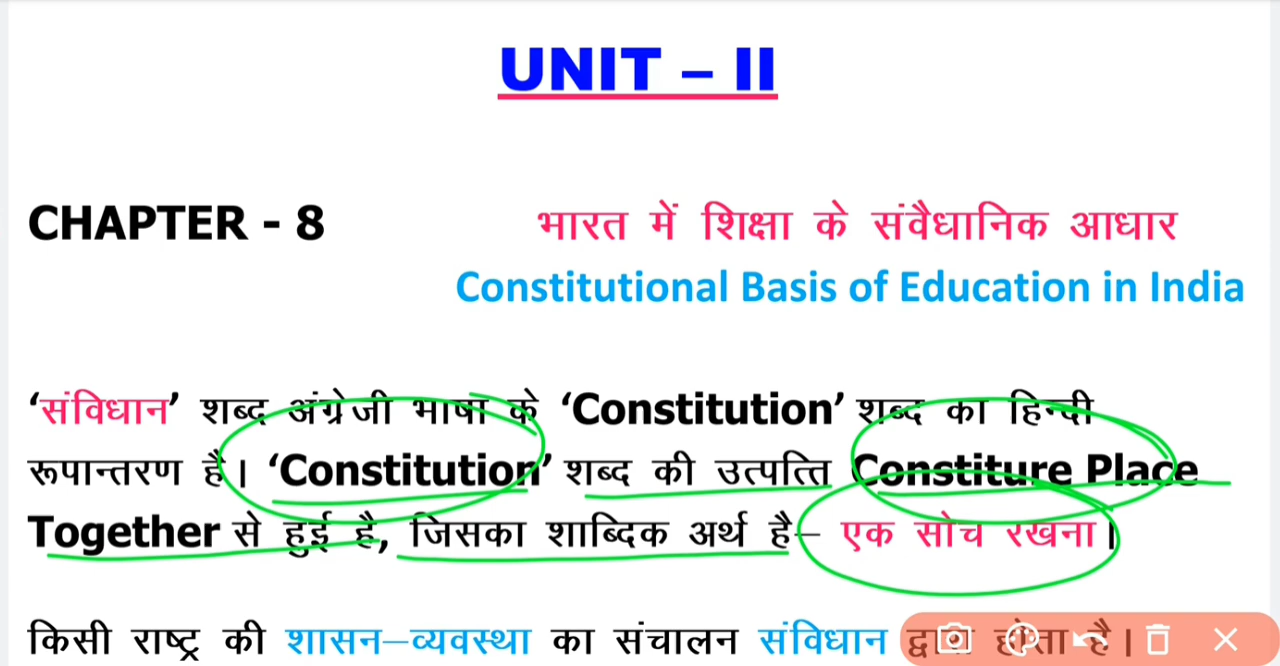 UNIT – II
CHAPTER - 8
भारत में शिक्षा के संवैधानिक आधार
Constitutional Basis of Education in India
‘संविधान’ शब्द अंग्रेजी भाषा के ‘Constitution’ शब्द का हिन्दी
रूपान्तरण है। ‘Constitution’ शब्द की उत्पत्ति Constiture Place
Together से हुई है, जिसका शाब्दिक अर्थ है– एक सोच रखना।
किसी राष्ट्र की शासन–व्यवस्था का संचालन संविधान द्वारा होता है।